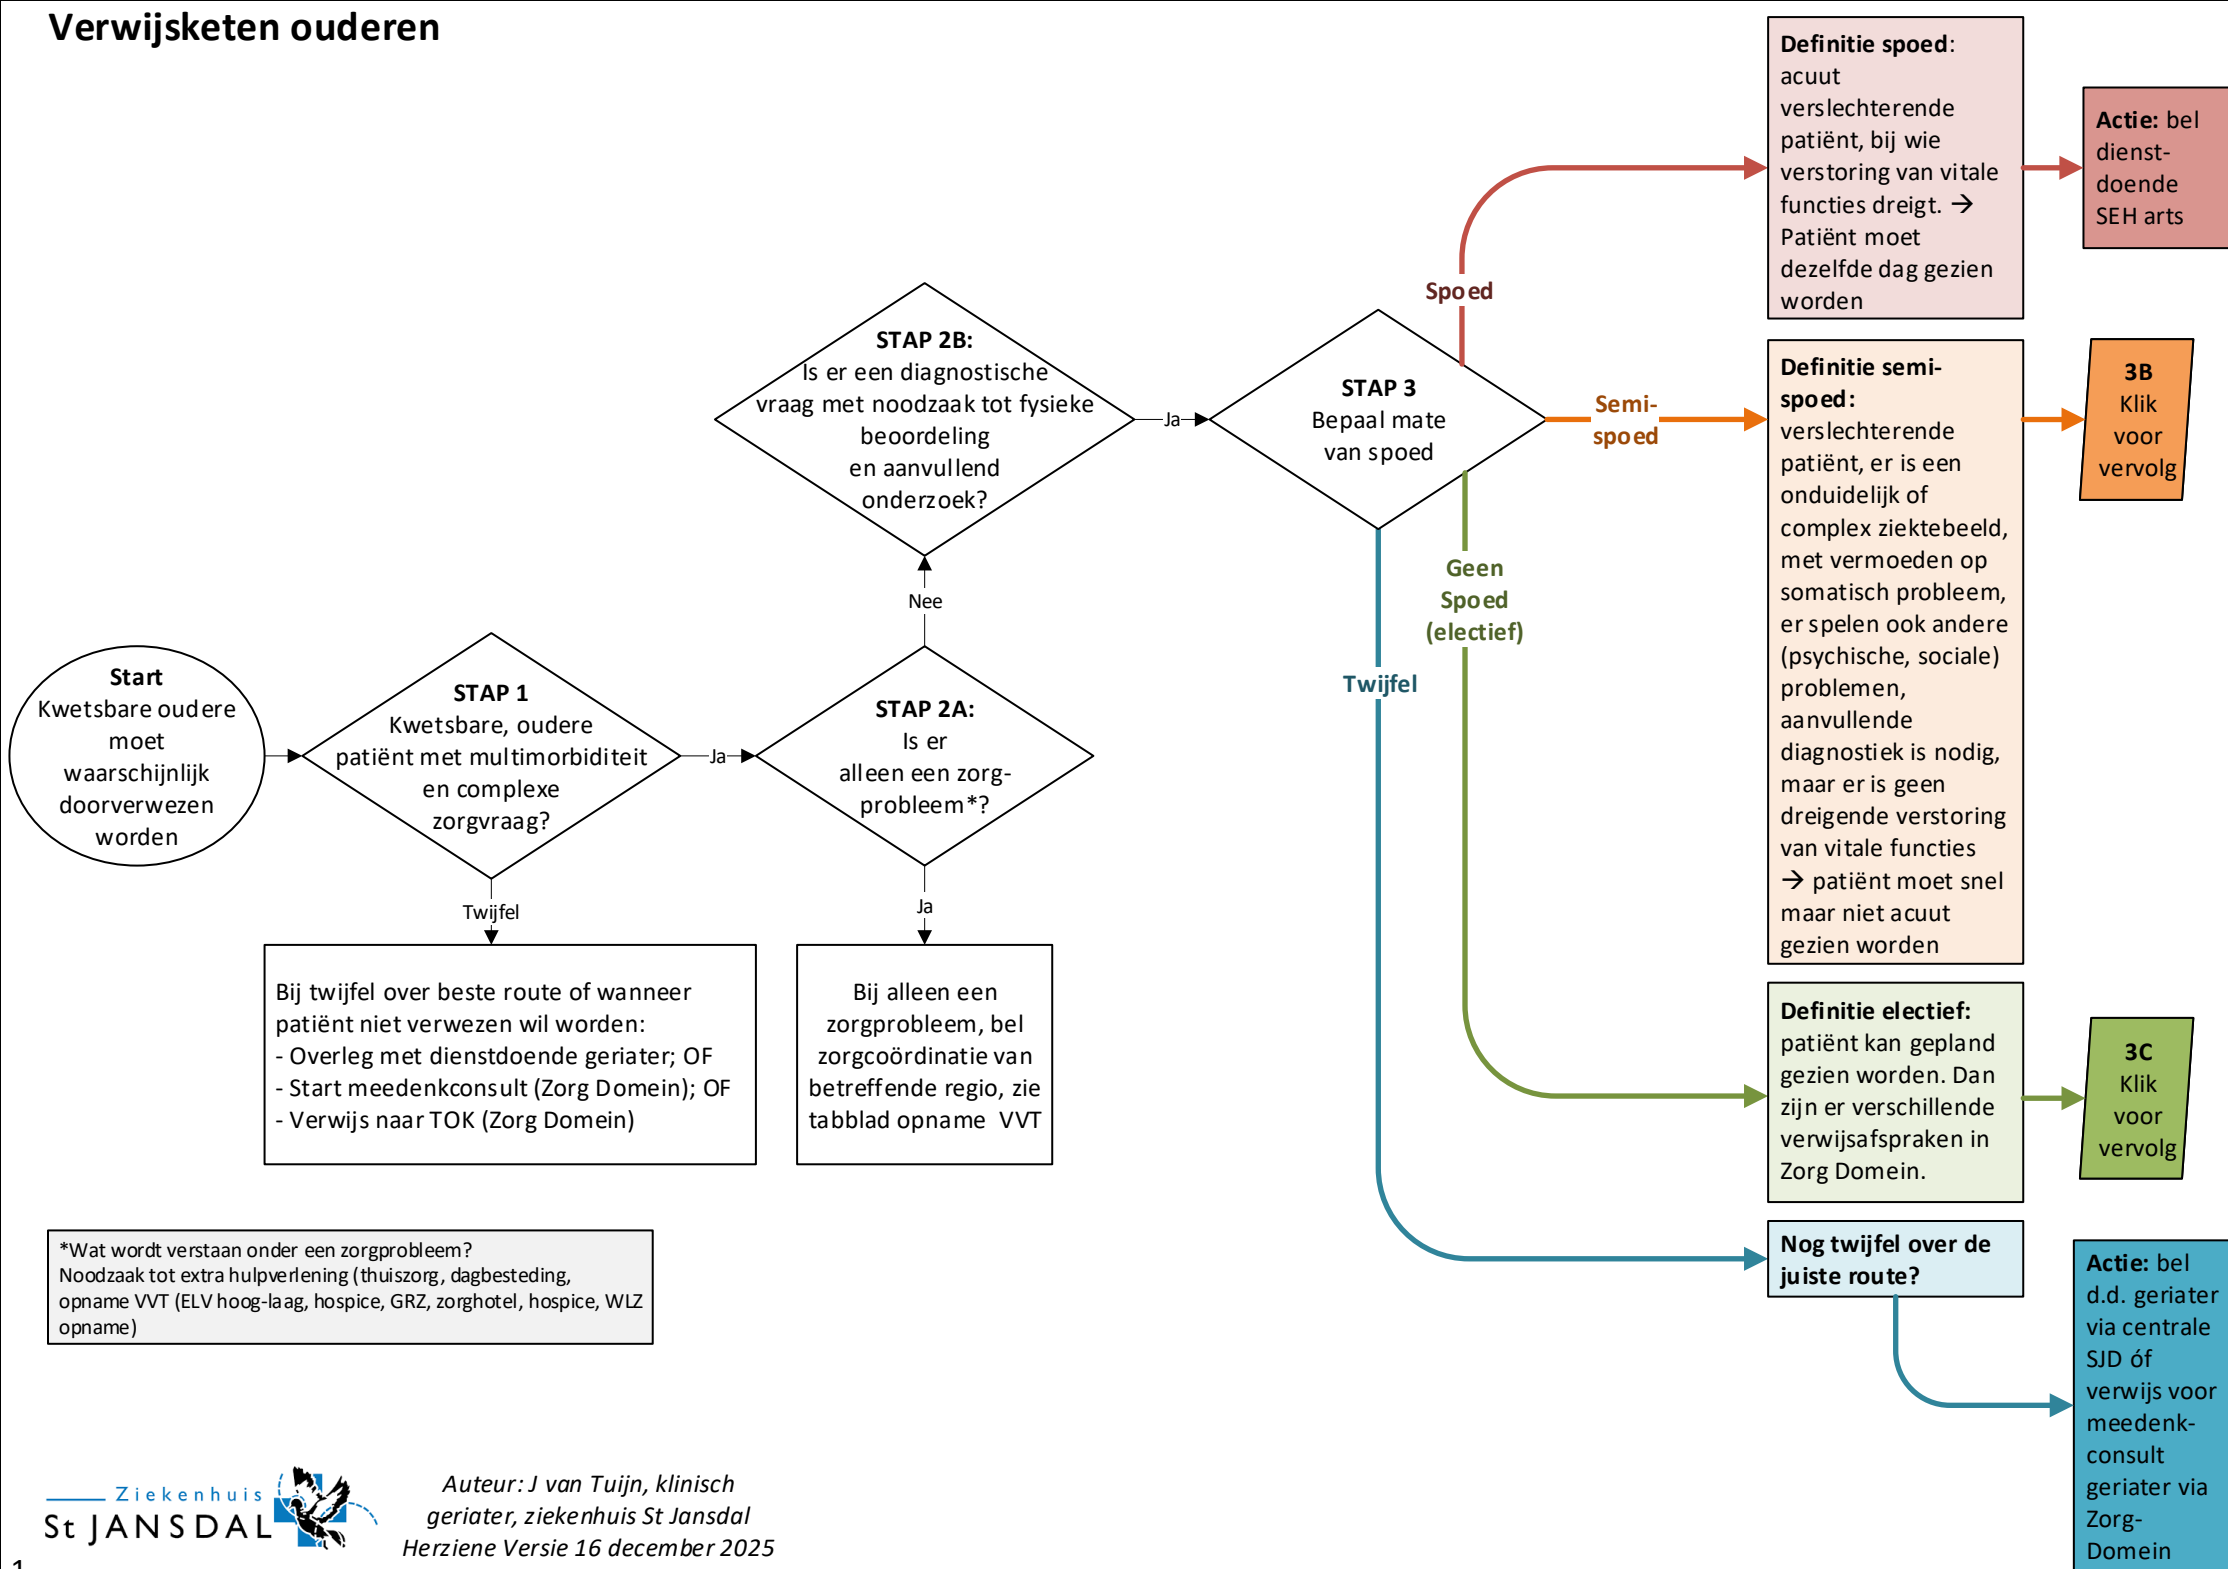 Verwijsketen ouderen
Start
Kwetsbare oudere
moet
waarschijnlijk
doorverwezen
worden
STAP 1
Kwetsbare, oudere
patiënt met multimorbiditeit
en complexe
zorgvraag?
Ja
Twijfel
Bij twijfel over beste route of wanneer
patiënt niet verwezen wil worden:
- Overleg met dienstdoende geriater; OF
- Start meedenkconsult (Zorg Domein); OF
- Verwijs naar TOK (Zorg Domein)
STAP 2A:
Is er
alleen een zorg-
probleem*?
Ja
Bij alleen een
zorgprobleem, bel
zorgcoördinatie van
betreffende regio, zie
tabblad opname VVT
Nee
STAP 2B:
Is er een diagnostische
vraag met noodzaak tot fysieke
beoordeling
en aanvullend
onderzoek?
Ja
STAP 3
Bepaal mate
van spoed
Spoed
Definitie spoed:
acuut
verslechterende
patiënt, bij wie
verstoring van vitale
functies dreigt. →
Patiënt moet
dezelfde dag gezien
worden
Actie: bel
dienst-
doende
SEH arts
Semi-
spoed
Definitie semi-
spoed:
verslechterende
patiënt, er is een
onduidelijk of
complex ziektebeeld,
met vermoeden op
somatisch probleem,
er spelen ook andere
(psychische, sociale)
problemen,
aanvullende
diagnostiek is nodig,
maar er is geen
dreigende verstoring
van vitale functies
→ patiënt moet snel
maar niet acuut
gezien worden
3B
Klik
voor
vervolg
Geen
Spoed
(electief)
Definitie electief:
patiënt kan gepland
gezien worden. Dan
zijn er verschillende
verwijsafspraken in
Zorg Domein.
3C
Klik
voor
vervolg
Twijfel
Nog twijfel over de
juiste route?
Actie: bel
d.d. geriater
via centrale
SJD óf
verwijs voor
meedenk-
consult
geriater via
Zorg-
Domein
*Wat wordt verstaan onder een zorgprobleem?
Noodzaak tot extra hulpverlening (thuiszorg, dagbesteding,
opname VVT (ELV hoog-laag, hospice, GRZ, zorghotel, hospice, WLZ
opname)
Ziekenhuis
St JANSDAL
Auteur: J van Tuijn, klinisch
geriater, ziekenhuis St Jansdal
Herziene Versie 16 december 2025
1